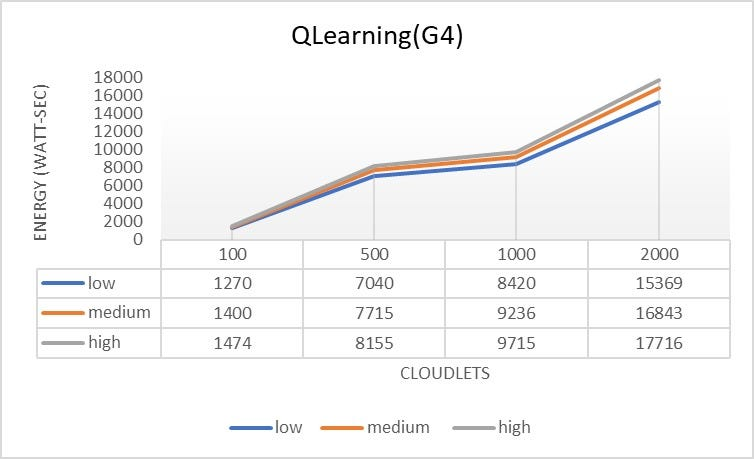 QLearning(G4)
ENERGY (WATT-SEC)
18000
16000
14000
12000
10000
8000
6000
4000
2000
0
100 500 1000 2000
low 1270 7040 8420 15369
medium 1400 7715 9236 16843
high 1474 8155 9715 17716
CLOUDLETS
low medium high